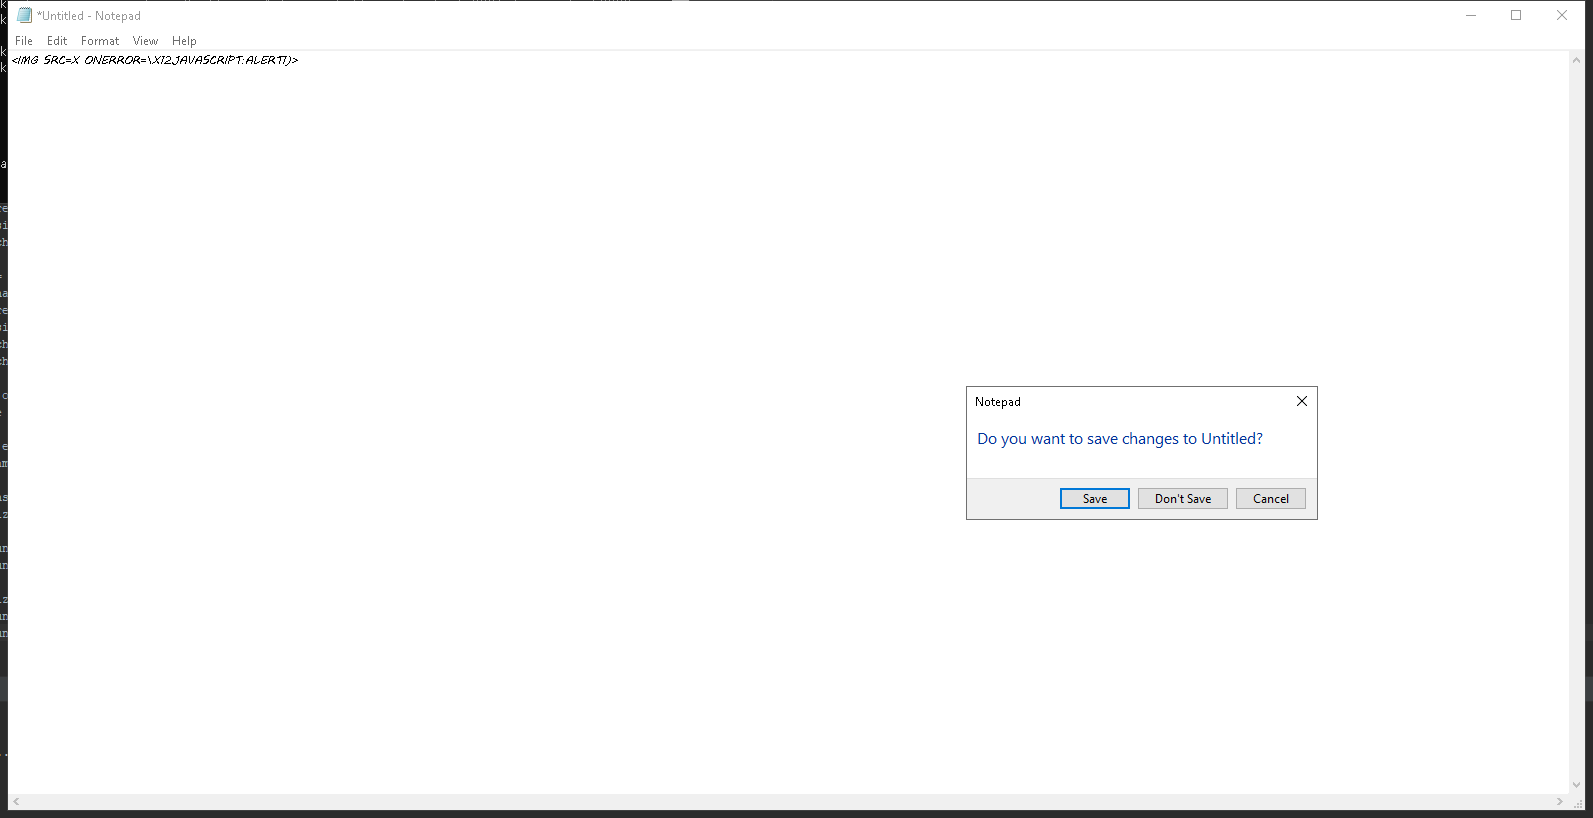 *Untitled - Notepad
File Edit Format View Help
<IMG SRC=X ONERROR=\X12JAVASCRIPT:ALERT1)>
Notepad
Do you want to save changes to Untitled?
Save Don't Save Cancel